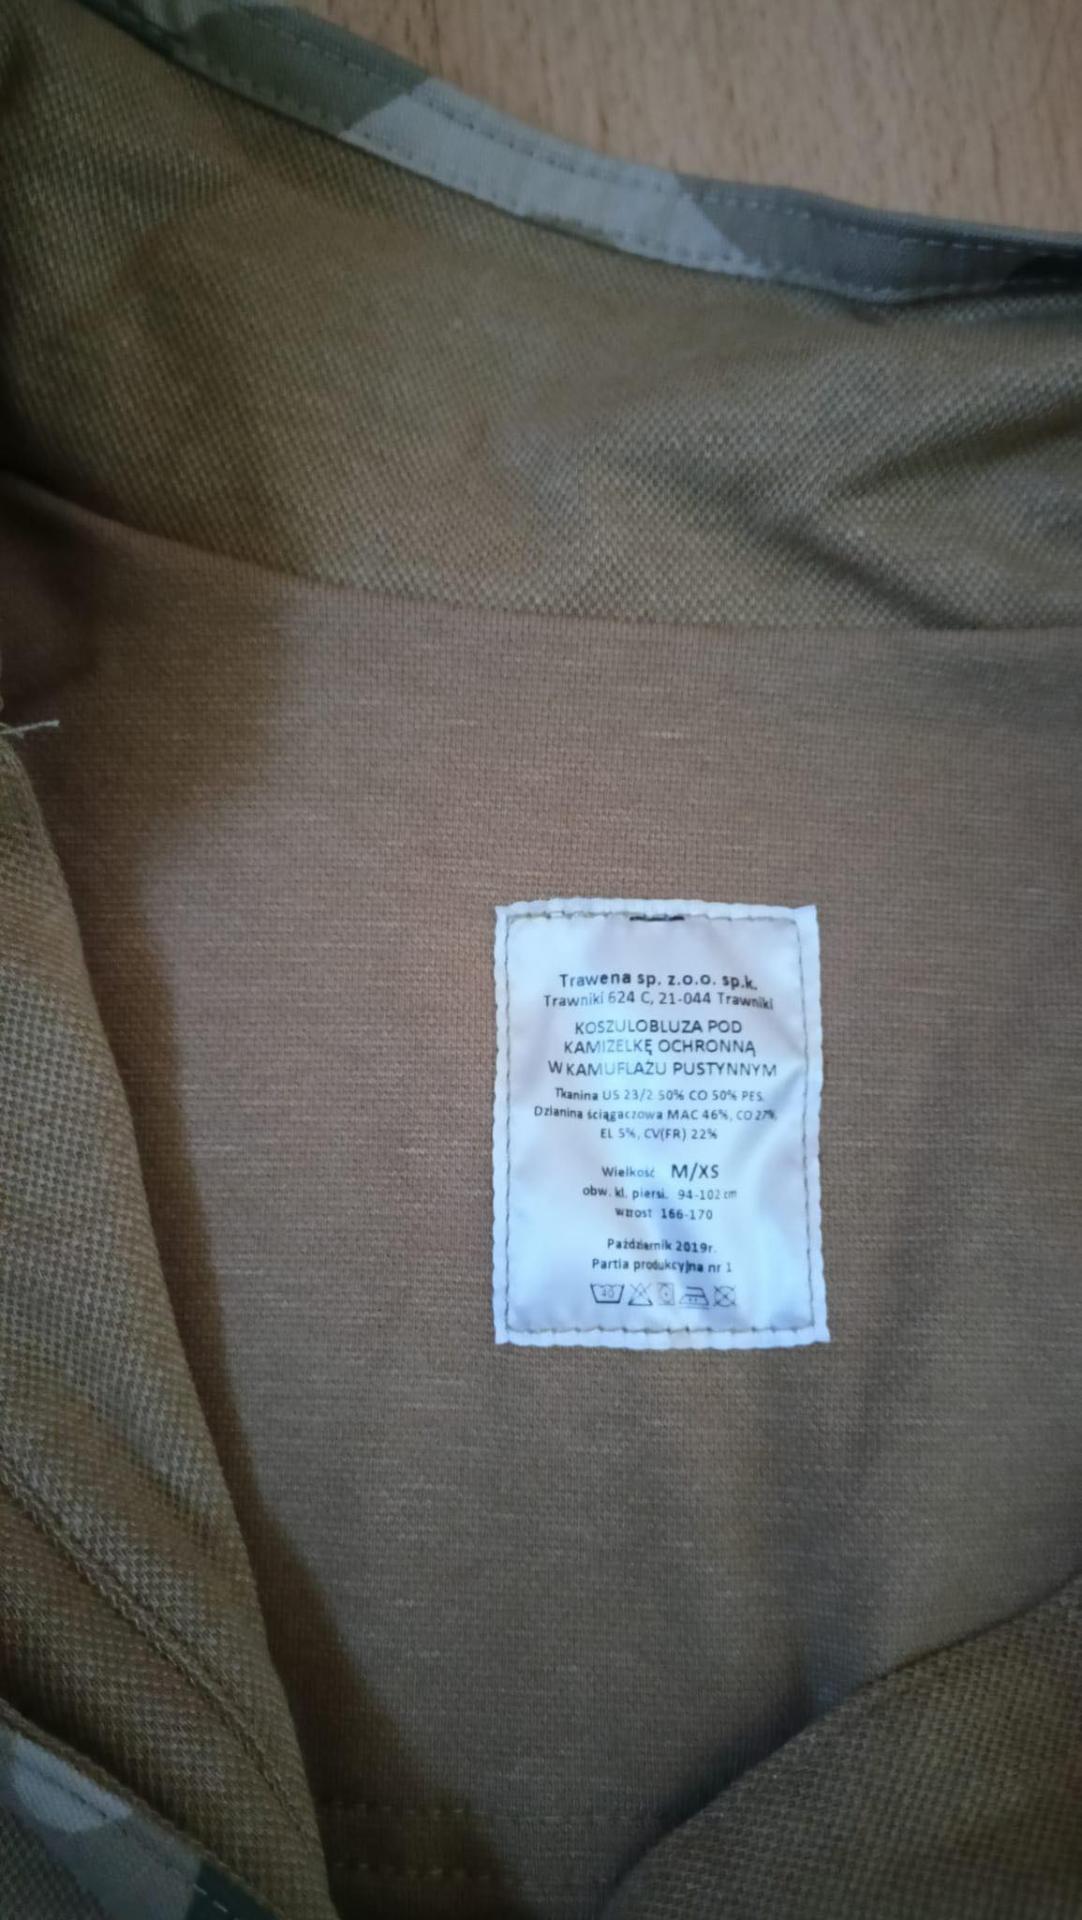 Trawena sp. z.o.o. sp.k.
Trawniki 624 C, 21-044 Trawniki
KOSZULOBLUZA POD
KAMIZELKĘ OCHRONNĄ
W KAMUFLAŻU PUSTYNNYM
Tkanina US 23/2 50% CO 50% PES.
Dzianina ściągaczowa MAC 46%, CO 27%,
EL 5%, CV(FR) 22%
Wielkość M/XS
obw. kl. piersi. 94-102 cm
wzrost 166-170
Październik 2019r.
Partia produkcyjna nr 1
40